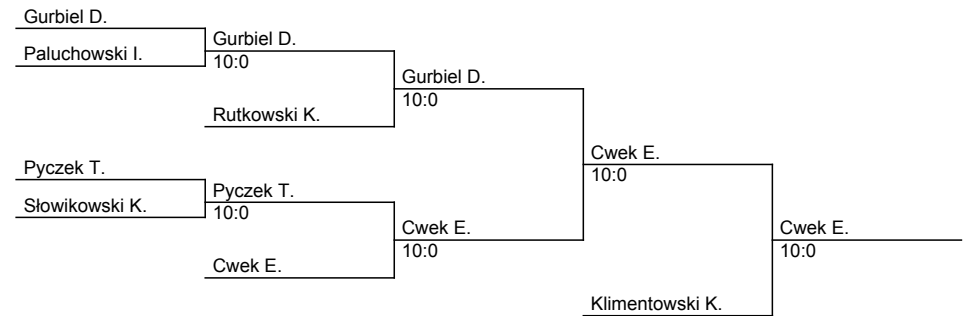 Gurbiel D.
Paluchowski I.
Gurbiel D.
10:0
Rutkowski K.
Gurbiel D.
10:0
Pyczek T.
Słowikowski K.
Pyczek T.
10:0
Cwek E.
Cwek E.
10:0
Cwek E.
10:0
Klimentowski K.
Cwek E.
10:0